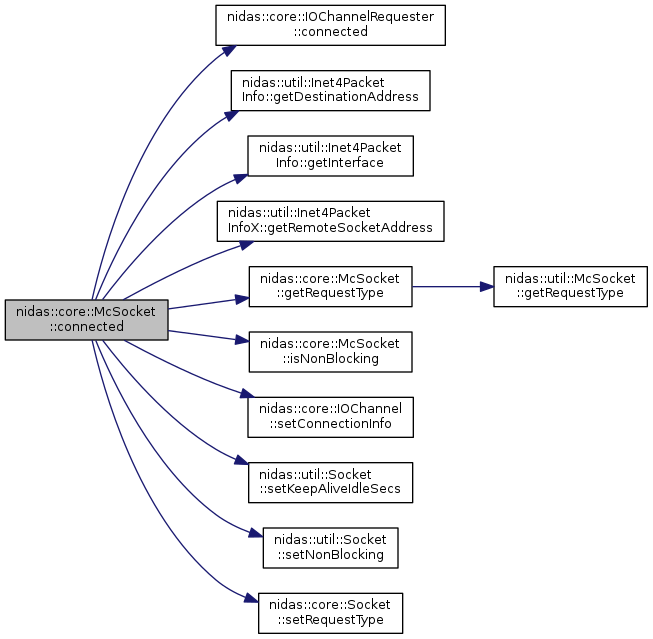 nidas::core::IOChannelRequester
::connected
nidas::util::Inet4Packet
Info::getDestinationAddress
nidas::util::Inet4Packet
Info::getInterface
nidas::util::Inet4Packet
InfoX::getRemoteSocketAddress
nidas::core::McSocket
::getRequestType
nidas::util::McSocket
::getRequestType
nidas::core::McSocket
::connected
nidas::core::McSocket
::isNonBlocking
nidas::core::IOChannel
::setConnectionInfo
nidas::util::Socket
::setKeepAliveIdleSecs
nidas::util::Socket
::setNonBlocking
nidas::core::Socket
::setRequestType